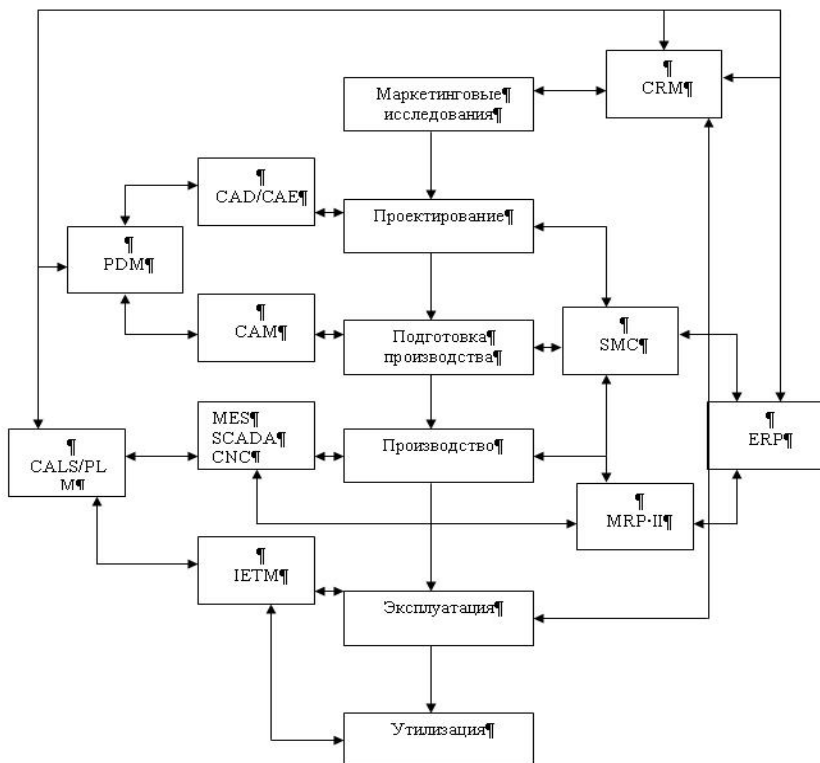 ¶
CRM¶
Маркетинговые¶
исследования¶
¶
CAD/CAE¶
Проектирование¶
¶
PDM¶
¶
CAM¶
Подготовка¶
производства¶
¶
SMC¶
MES¶
SCADA¶
CNC¶
Производство¶
¶
ERP¶
¶
CALS/PL
M¶
¶
MRP·II¶
¶
IETM¶
Эксплуатация¶
Утилизация¶